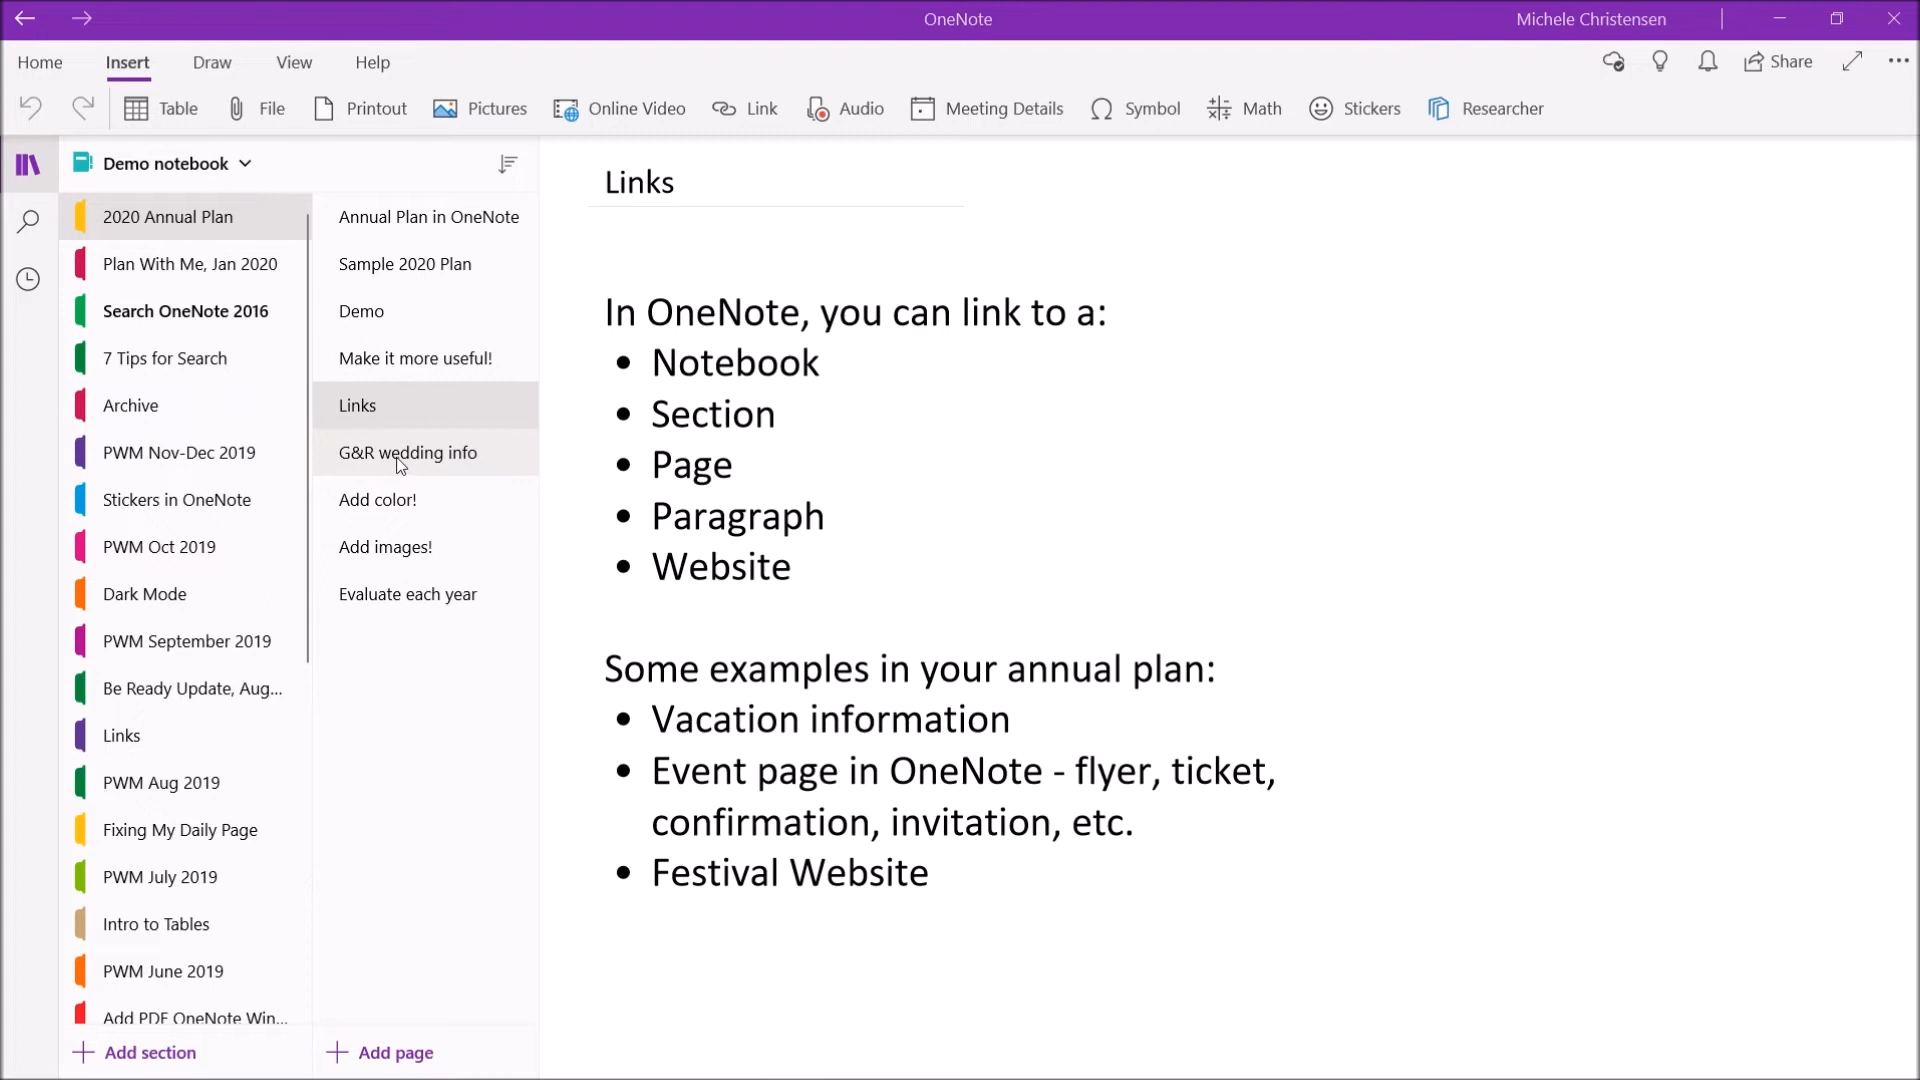 OneNote
Michele Christensen
Home
Insert
Draw
View
Help
Share
Table
File
Printout
Pictures
Online Video
Link
Audio
Meeting Details
Symbol
Math
Stickers
Researcher
Demo notebook
2020 Annual Plan
Plan With Me, Jan 2020
Search OneNote 2016
7 Tips for Search
Archive
PWM Nov-Dec 2019
Stickers in OneNote
PWM Oct 2019
Dark Mode
PWM September 2019
Be Ready Update, Aug...
Links
PWM Aug 2019
Fixing My Daily Page
PWM July 2019
Intro to Tables
PWM June 2019
Add PDF OneNote Win...
Add section
Annual Plan in OneNote
Sample 2020 Plan
Demo
Make it more useful!
Links
G&R wedding info
Add color!
Add images!
Evaluate each year
Add page
Links
In OneNote, you can link to a:
• Notebook
• Section
• Page
• Paragraph
• Website
Some examples in your annual plan:
• Vacation information
• Event page in OneNote - flyer, ticket,
confirmation, invitation, etc.
• Festival Website